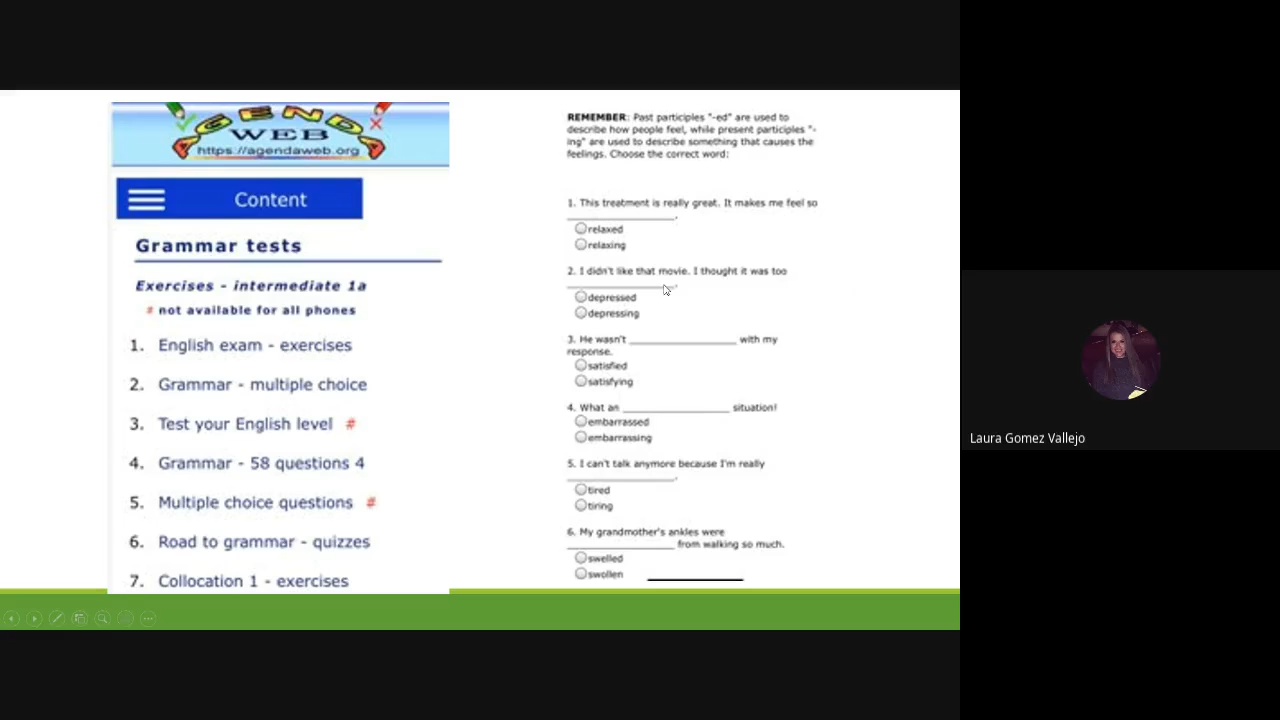 AGENDA
WEB
https://agendaweb.org
Content
Grammar tests
Exercises - intermediate 1a
# not available for all phones
1. English exam - exercises
2. Grammar - multiple choice
3. Test your English level #
4. Grammar - 58 questions 4
5. Multiple choice questions #
6. Road to grammar - quizzes
7. Collocation 1 - exercises
REMEMBER: Past participles "-ed" are used to
describe how people feel, while present participles "-
ing" are used to describe something that causes the
feelings. Choose the correct word:
1. This treatment is really great. It makes me feel so
____________________.
relaxed
relaxing
2. I didn't like that movie. I thought it was too
____________________.
depressed
depressing
3. He wasn't ____________________ with my
response.
satisfied
satisfying
4. What an ____________________ situation!
embarrassed
embarrassing
5. I can't talk anymore because I'm really
____________________.
tired
tiring
6. My grandmother's ankles were
____________________ from walking so much.
swelled
swollen
Laura Gomez Vallejo